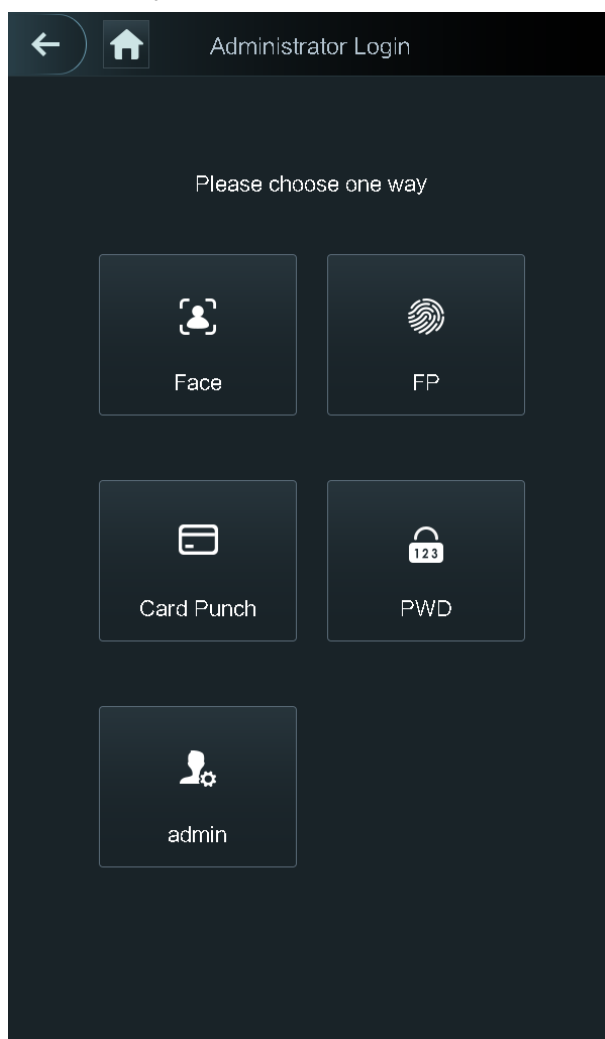 Administrator Login
Please choose one way
Face
FP
Card Punch
123
PWD
admin